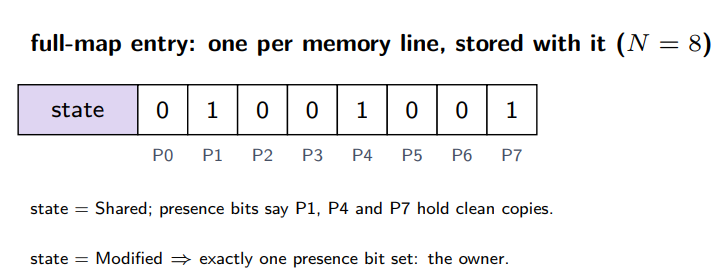 full-map entry: one per memory line, stored with it (N = 8)
state 0 1 0 0 1 0 0 1
P0 P1 P2 P3 P4 P5 P6 P7
state = Shared; presence bits say P1, P4 and P7 hold clean copies.
state = Modified ⇒ exactly one presence bit set: the owner.